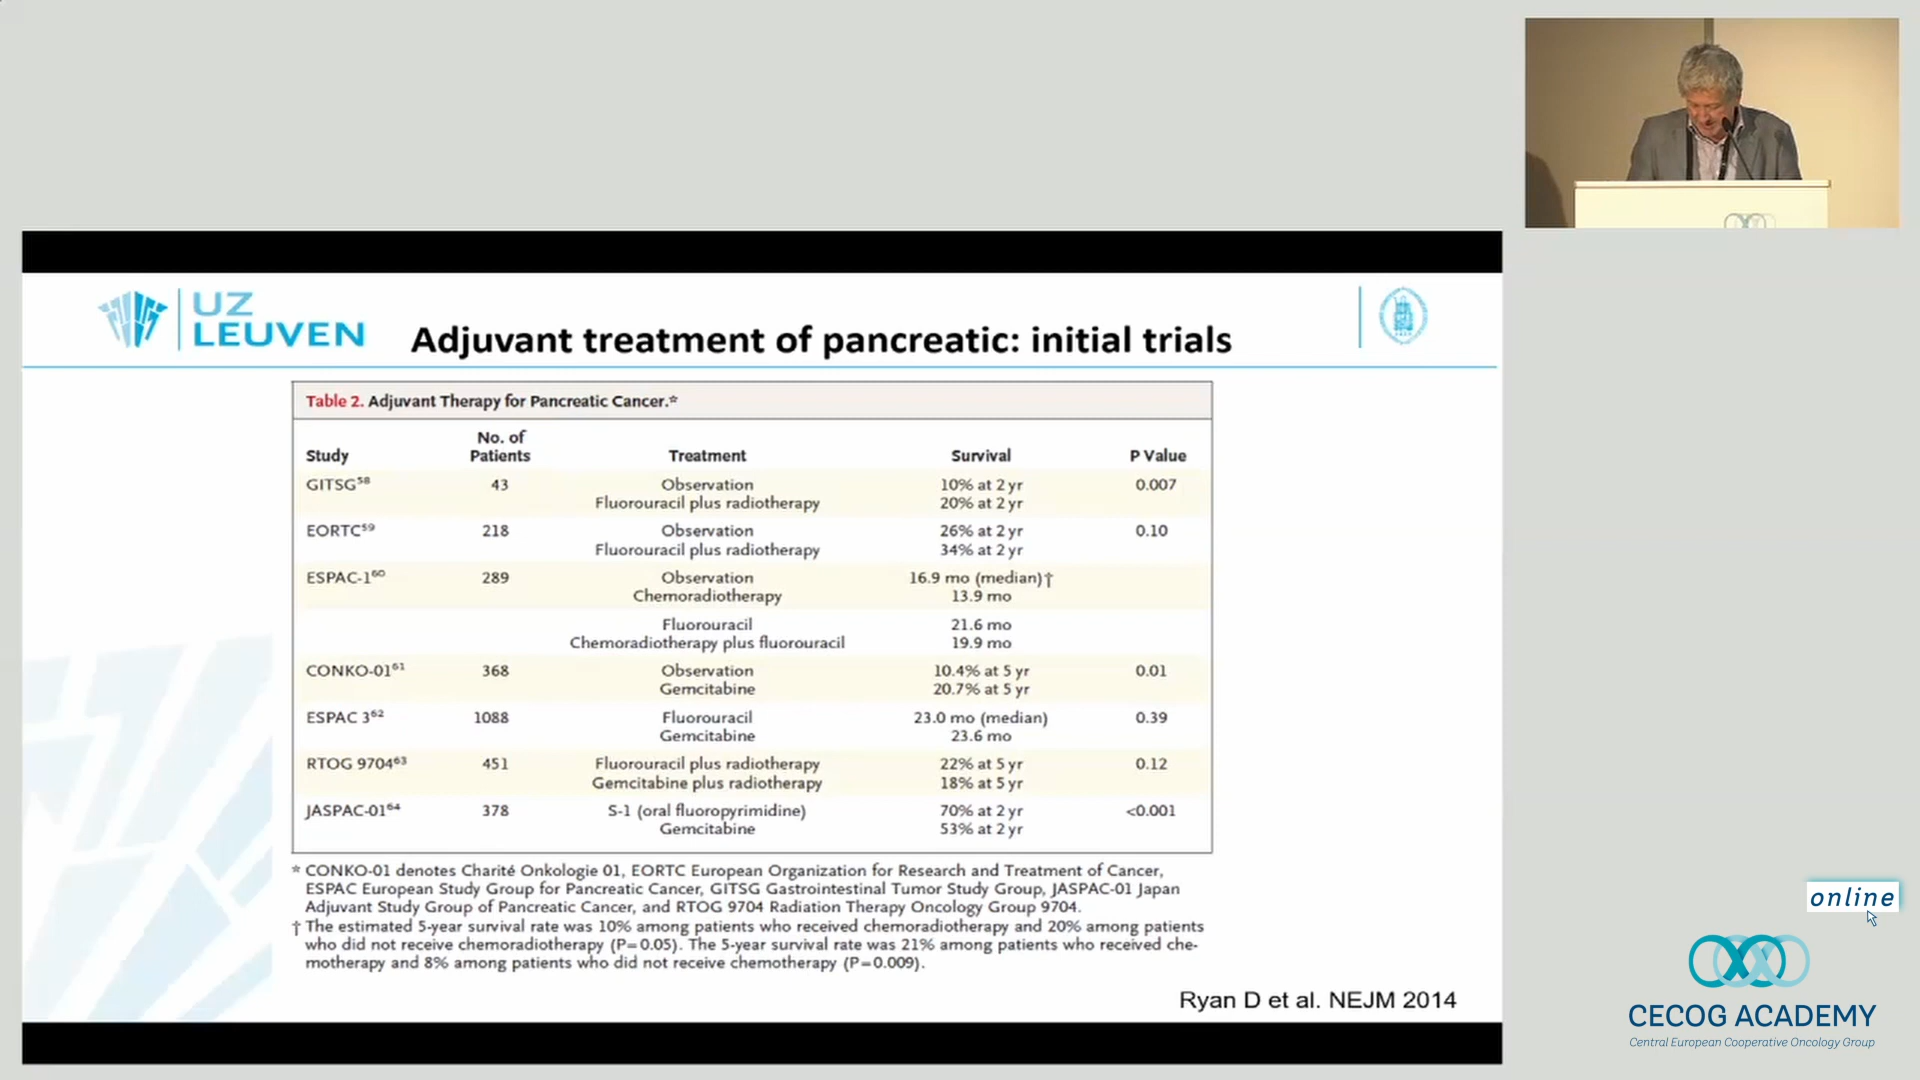 UZ
LEUVEN
Adjuvant treatment of pancreatic: initial trials
Table 2. Adjuvant Therapy for Pancreatic Cancer.*
Study No. of Patients Treatment Survival P Value
GITSG58 43 Observation 10% at 2 yr 0.007
Fluorouracil plus radiotherapy 20% at 2 yr
EORTC59 218 Observation 26% at 2 yr 0.10
Fluorouracil plus radiotherapy 34% at 2 yr
ESPAC-160 289 Observation 16.9 mo (median)†
Chemoradiotherapy 13.9 mo
Fluorouracil 21.6 mo
Chemoradiotherapy plus fluorouracil 19.9 mo
CONKO-0161 368 Observation 10.4% at 5 yr 0.01
Gemcitabine 20.7% at 5 yr
ESPAC 362 1088 Fluorouracil 23.0 mo (median) 0.39
Gemcitabine 23.6 mo
RTOG 970463 451 Fluorouracil plus radiotherapy 22% at 5 yr 0.12
Gemcitabine plus radiotherapy 18% at 5 yr
JASPAC-0164 378 S-1 (oral fluoropyrimidine) 70% at 2 yr <0.001
Gemcitabine 53% at 2 yr
* CONKO-01 denotes Charité Onkologie 01, EORTC European Organization for Research and Treatment of Cancer,
ESPAC European Study Group for Pancreatic Cancer, GITSG Gastrointestinal Tumor Study Group, JASPAC-01 Japan
Adjuvant Study Group of Pancreatic Cancer, and RTOG 9704 Radiation Therapy Oncology Group 9704.
† The estimated 5-year survival rate was 10% among patients who received chemoradiotherapy and 20% among patients
who did not receive chemoradiotherapy (P=0.05). The 5-year survival rate was 21% among patients who received che-
motherapy and 8% among patients who did not receive chemotherapy (P=0.009).
Ryan D et al. NEJM 2014
online
CECOG ACADEMY
Central European Cooperative Oncology Group